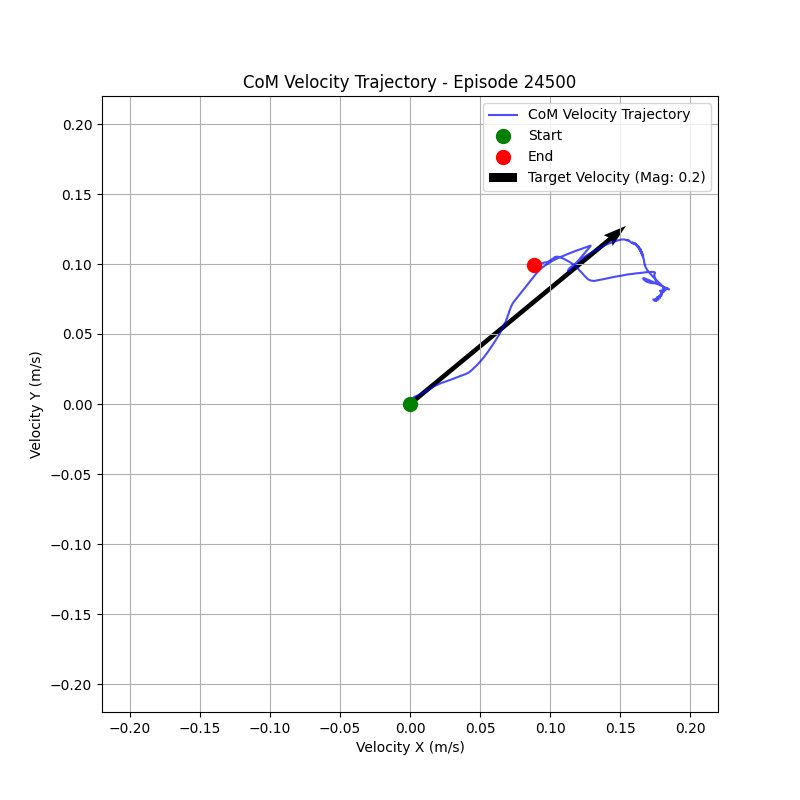 CoM Velocity Trajectory - Episode 24500
CoM Velocity Trajectory
Start
End
Target Velocity (Mag: 0.2)
Velocity Y (m/s)
0.20
0.15
0.10
0.05
0.00
−0.05
−0.10
−0.15
−0.20
−0.20 −0.15 −0.10 −0.05 0.00 0.05 0.10 0.15 0.20
Velocity X (m/s)